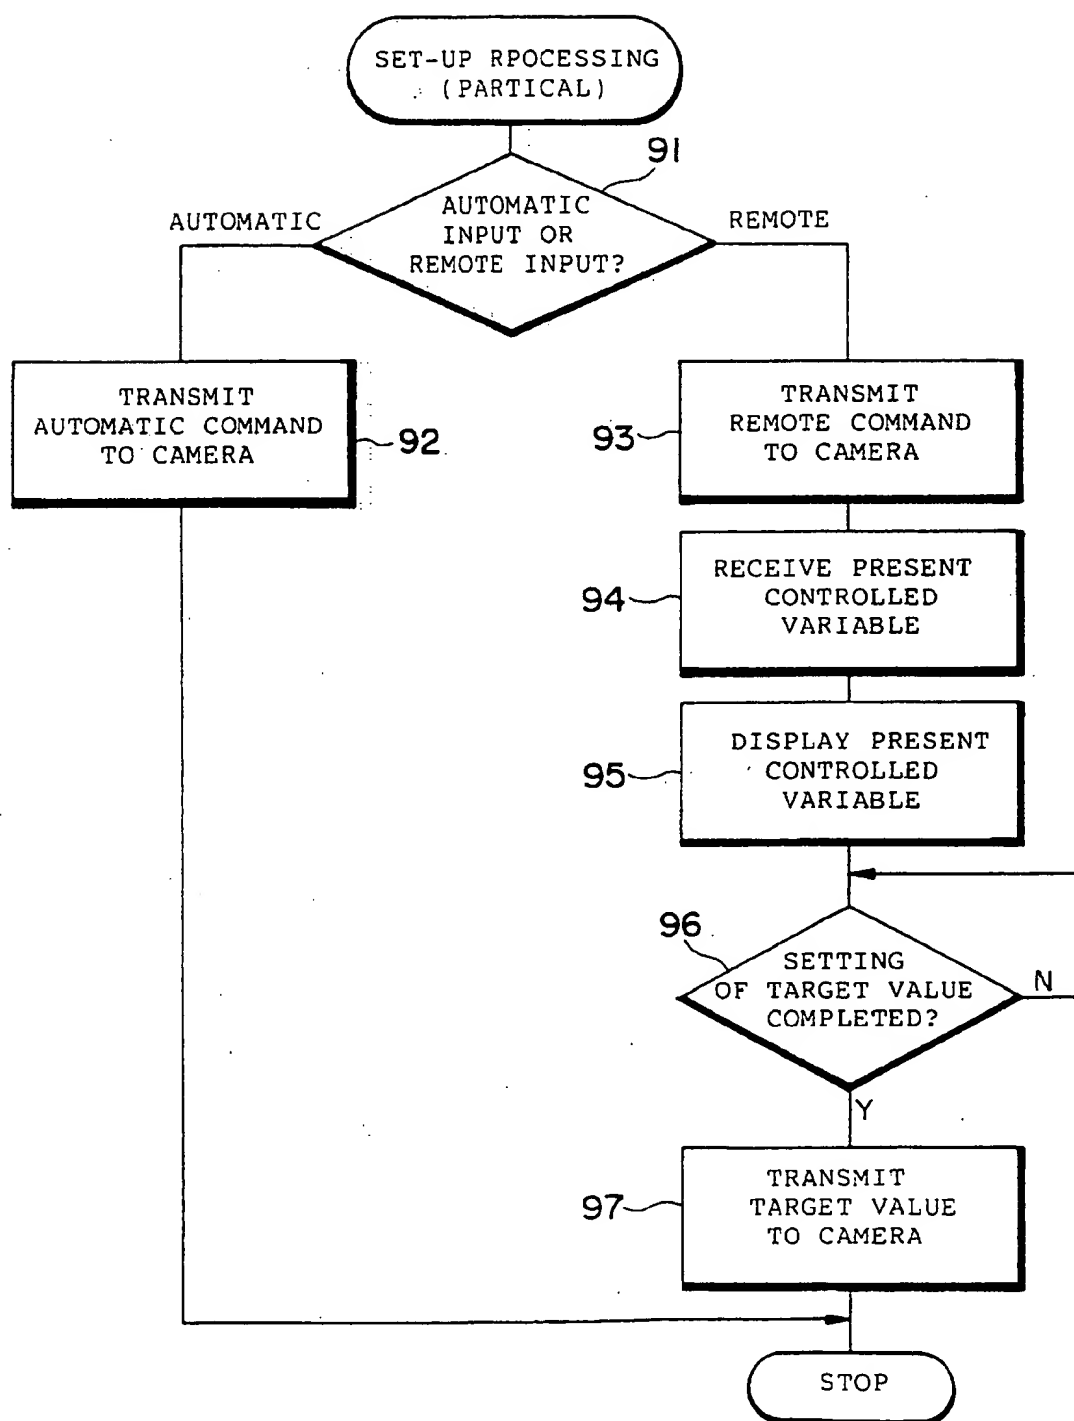 SET-UP RPOCESSING
(PARTICAL)
91
AUTOMATIC
INPUT OR
REMOTE INPUT?
AUTOMATIC
REMOTE
TRANSMIT
AUTOMATIC COMMAND
TO CAMERA
92
TRANSMIT
REMOTE COMMAND
TO CAMERA
93
RECEIVE PRESENT
CONTROLLED
VARIABLE
94
DISPLAY PRESENT
CONTROLLED
VARIABLE
95
96
SETTING
OF TARGET VALUE
COMPLETED?
N
Y
TRANSMIT
TARGET VALUE
TO CAMERA
97
STOP